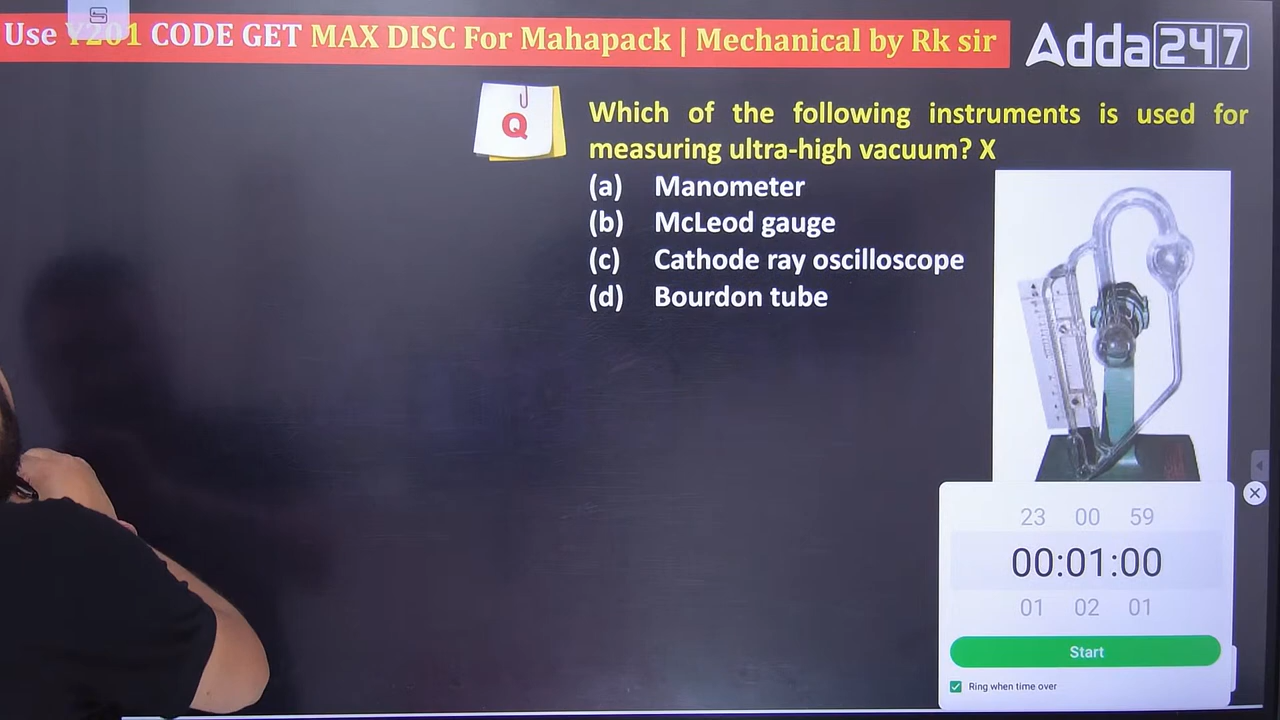 Use Y201 CODE GET MAX DISC For Mahapack | Mechanical by Rk sir
Adda247
Q
Which of the following instruments is used for
measuring ultra-high vacuum? X
(a) Manometer
(b) McLeod gauge
(c) Cathode ray oscilloscope
(d) Bourdon tube
23 00 59
00:01:00
01 02 01
Start
Ring when time over